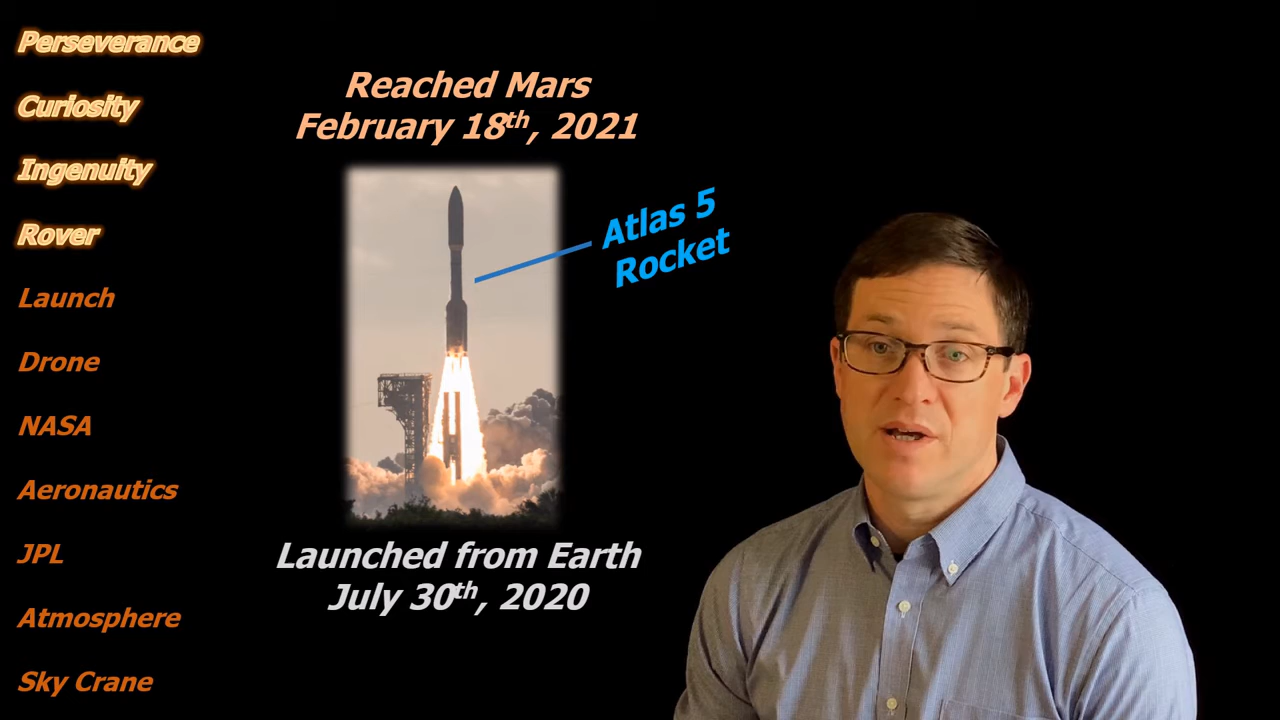 Perseverance
Curiosity
Ingenuity
Rover
Launch
Drone
NASA
Aeronautics
JPL
Atmosphere
Sky Crane
Reached Mars
February 18th, 2021
Atlas 5
Rocket
Launched from Earth
July 30th, 2020